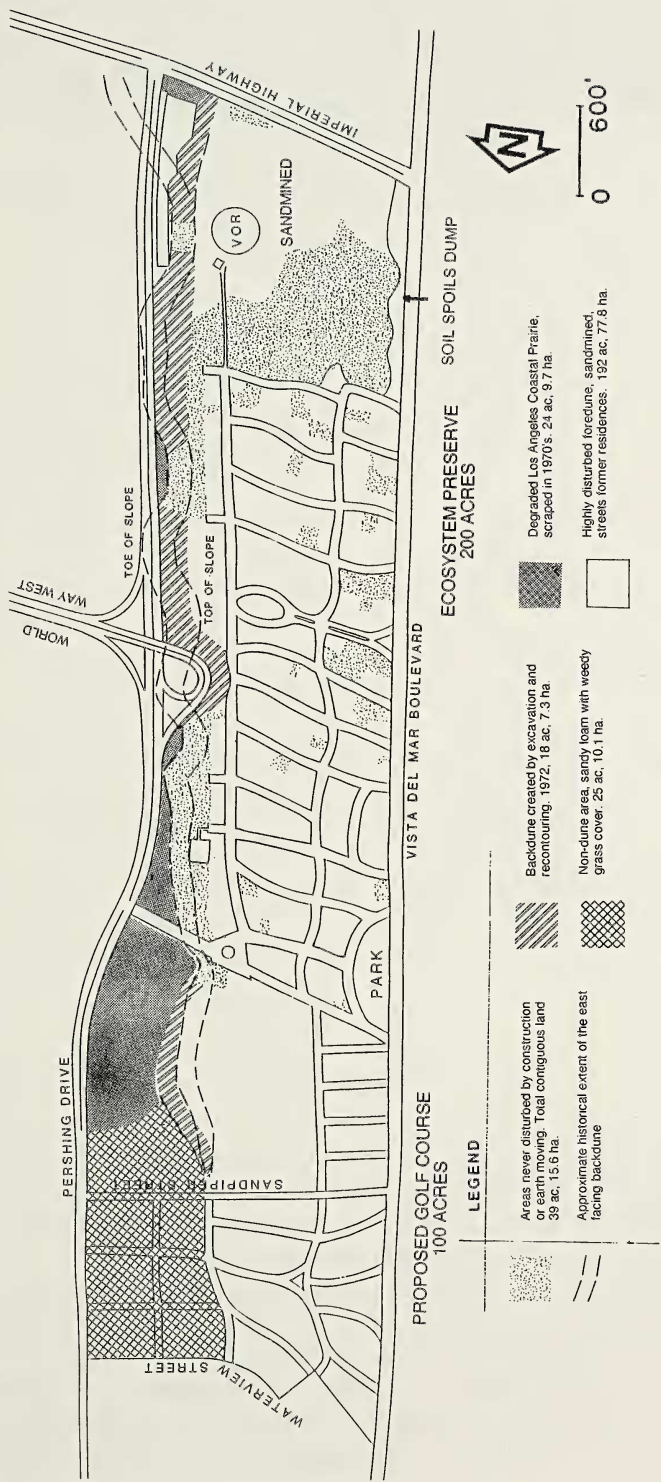 PERSHING DRIVE
WORLD
WAY WEST
TOE OF SLOPE
TOP OF SLOPE
IMPERIAL HIGHWAY
VOR
SANDMINED
WATERVIEW STREET
SANDPIPER STREET
PARK
VISTA DEL MAR BOULEVARD
PROPOSED GOLF COURSE
100 ACRES
ECOSYSTEM PRESERVE
200 ACRES
SOIL SPOILS DUMP
N
0 600'
LEGEND
Areas never disturbed by construction
or earth moving. Total contiguous land
39 ac, 15.6 ha.
Approximate historical extent of the east
facing backdune
Backdune created by excavation and
recontouring. 1972, 18 ac, 7.3 ha.
Non-dune area, sandy loam with weedy
grass cover. 25 ac, 10.1 ha.
Degraded Los Angeles Coastal Prairie,
scraped in 1970's. 24 ac, 9.7 ha.
Highly disturbed foredune, sandmined,
streets former residences. 192 ac, 77.8 ha.